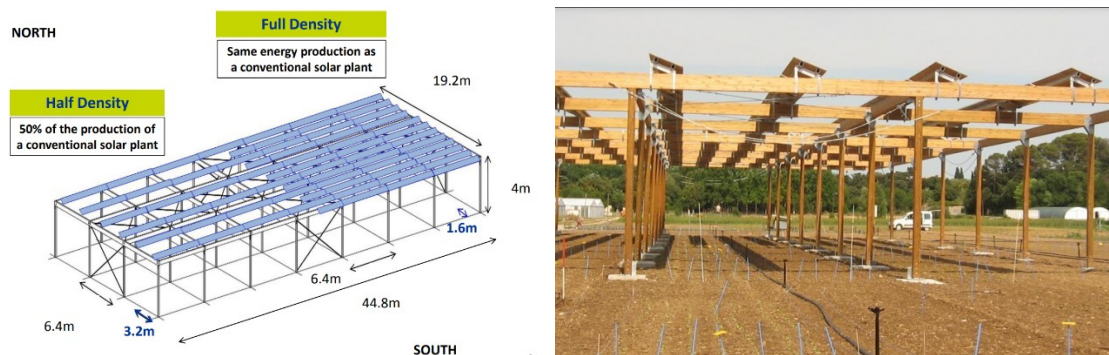 NORTH
Full Density
Same energy production as
a conventional solar plant
Half Density
50% of the production of
a conventional solar plant
19.2m
4m
1.6m
6.4m
44.8m
6.4m
3.2m
SOUTH